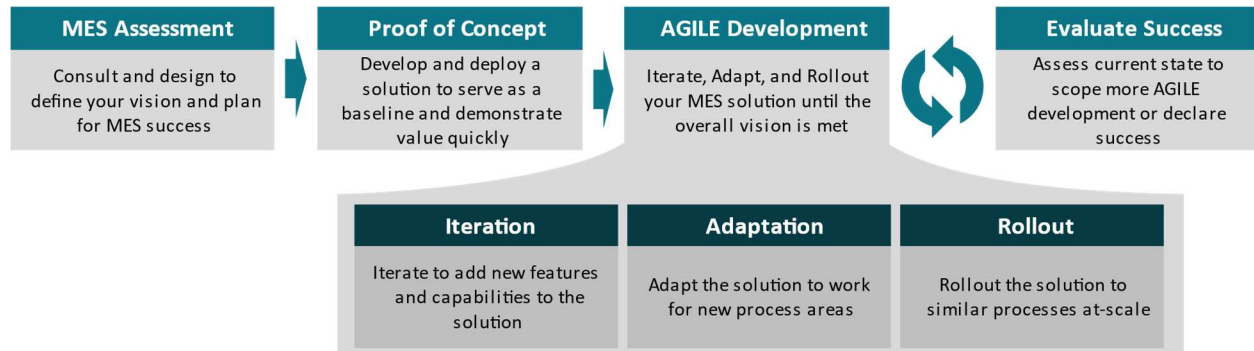 MES Assessment
Consult and design to
define your vision and plan
for MES success
Proof of Concept
Develop and deploy a
solution to serve as a
baseline and demonstrate
value quickly
AGILE Development
Iterate, Adapt, and Rollout
your MES solution until the
overall vision is met
Evaluate Success
Assess current state to
scope more AGILE
development or declare
success
Iteration
Iterate to add new features
and capabilities to the
solution
Adaptation
Adapt the solution to work
for new process areas
Rollout
Rollout the solution to
similar processes at-scale